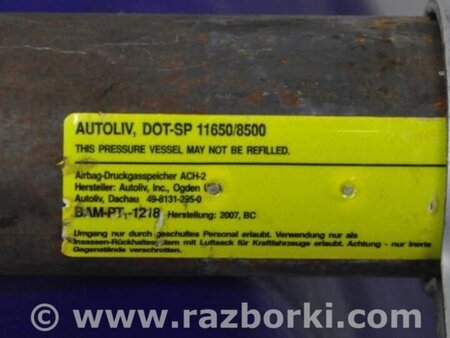 AUTOLIV, DOT-SP 11650/8500
THIS PRESSURE VESSEL MAY NOT BE REFILLED.
Airbag-Druckgasspeicher ACH-2
Hersteller: Autoliv, Inc., Ogden
Autoliv, Dachau 49-8131-295-0
BAM-PT1-1218 Herstellung: 2007, BC
Umgang nur durch geschultes Personal erlaubt. Verwendung nur als
Insassen-Rückhaltesystem mit Luftsack für Kraftfahrzeuge erlaubt. Achtung - nur inerte
Gegenstände verschrotten.
© www.razborki.com